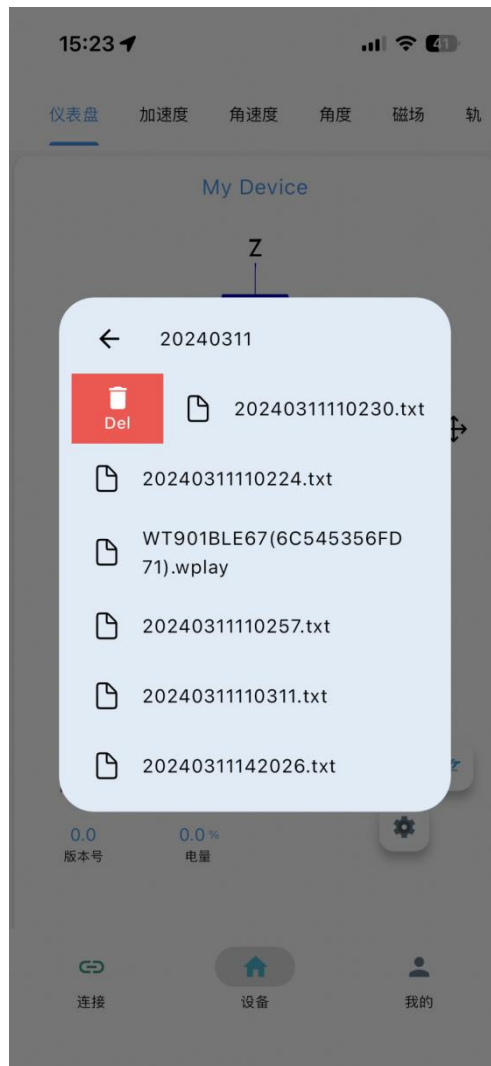 15:23
41
仪表盘 加速度 角速度 角度 磁场 轨
My Device
Z
20240311
Del
20240311110230.txt
20240311110224.txt
WT901BLE67(6C545356FD
71).wplay
20240311110257.txt
20240311110311.txt
20240311142026.txt
0.0 0.0 %
版本号 电量
连接 设备 我的